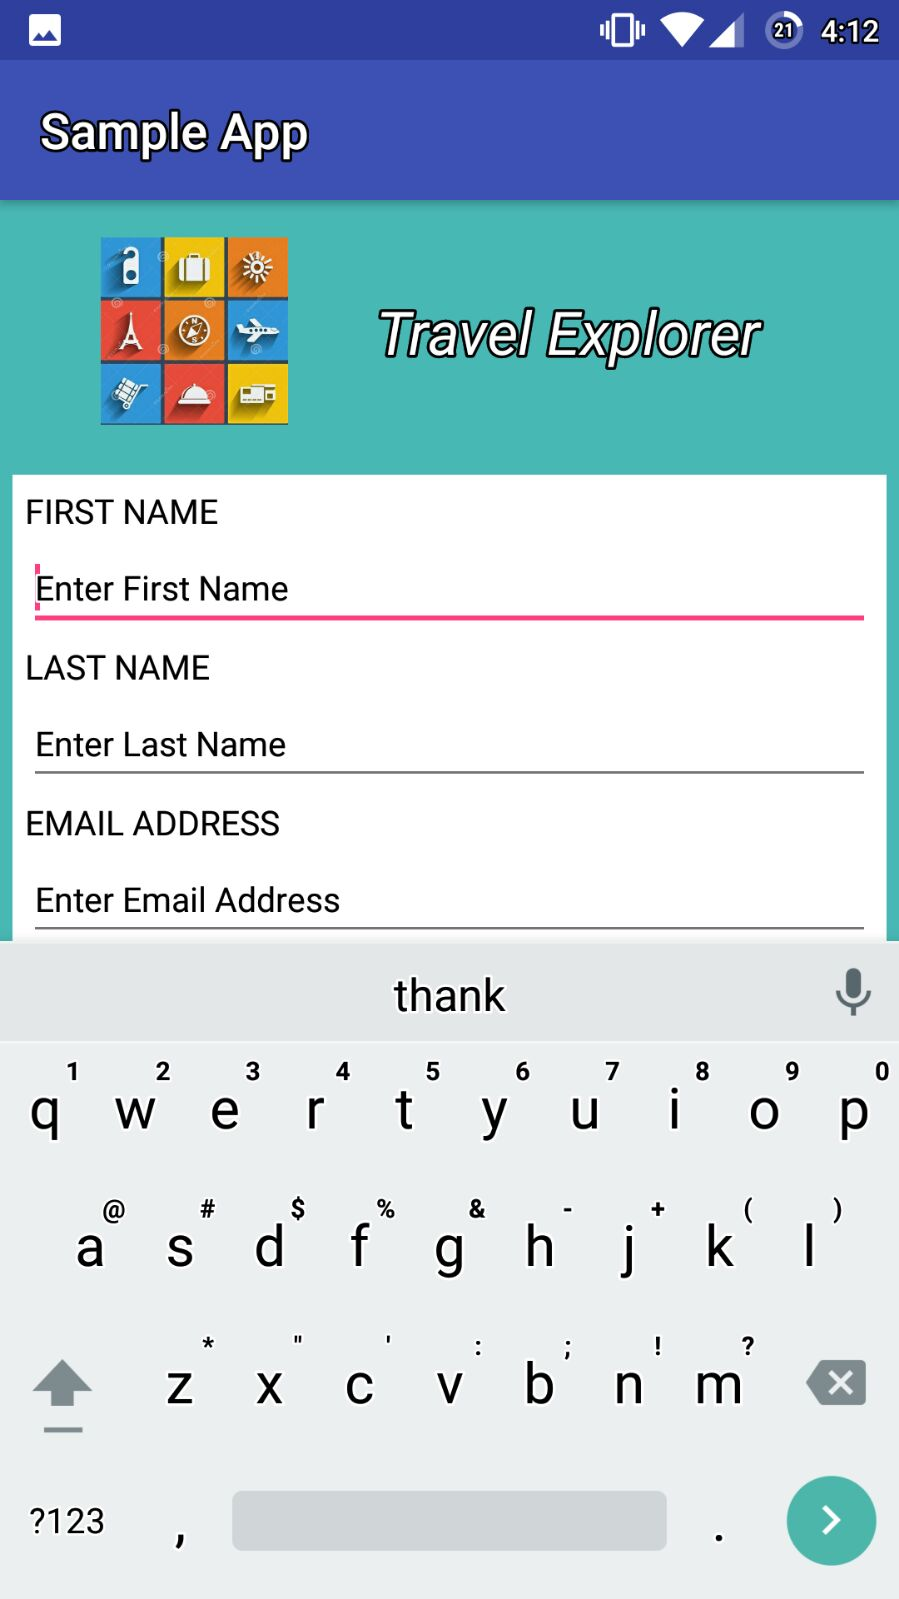 21 4:12
Sample App
N
S
Travel Explorer
FIRST NAME
Enter First Name
LAST NAME
Enter Last Name
EMAIL ADDRESS
Enter Email Address
thank
1 2 3 4 5 6 7 8 9 0
q w e r t y u i o p
@ # $ % & - + ( )
a s d f g h j k l
* " ' : ; ! ?
z x c v b n m
?123 , .